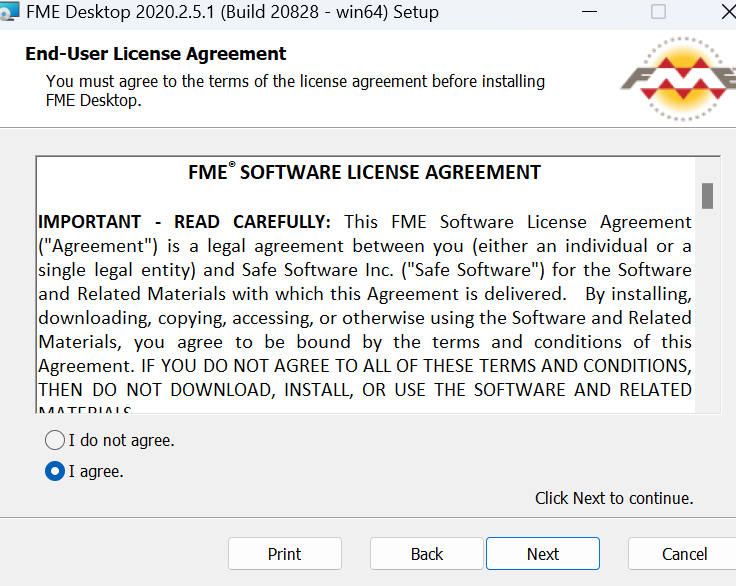 FME Desktop 2020.2.5.1 (Build 20828 - win64) Setup
End-User License Agreement
You must agree to the terms of the license agreement before installing
FME Desktop.
FME
FME® SOFTWARE LICENSE AGREEMENT
IMPORTANT - READ CAREFULLY: This FME Software License Agreement
("Agreement") is a legal agreement between you (either an individual or a
single legal entity) and Safe Software Inc. ("Safe Software") for the Software
and Related Materials with which this Agreement is delivered. By installing,
downloading, copying, accessing, or otherwise using the Software and Related
Materials, you agree to be bound by the terms and conditions of this
Agreement. IF YOU DO NOT AGREE TO ALL OF THESE TERMS AND CONDITIONS,
THEN DO NOT DOWNLOAD, INSTALL, OR USE THE SOFTWARE AND RELATED
MATERIALS
I do not agree.
I agree.
Click Next to continue.
Print
Back
Next
Cancel